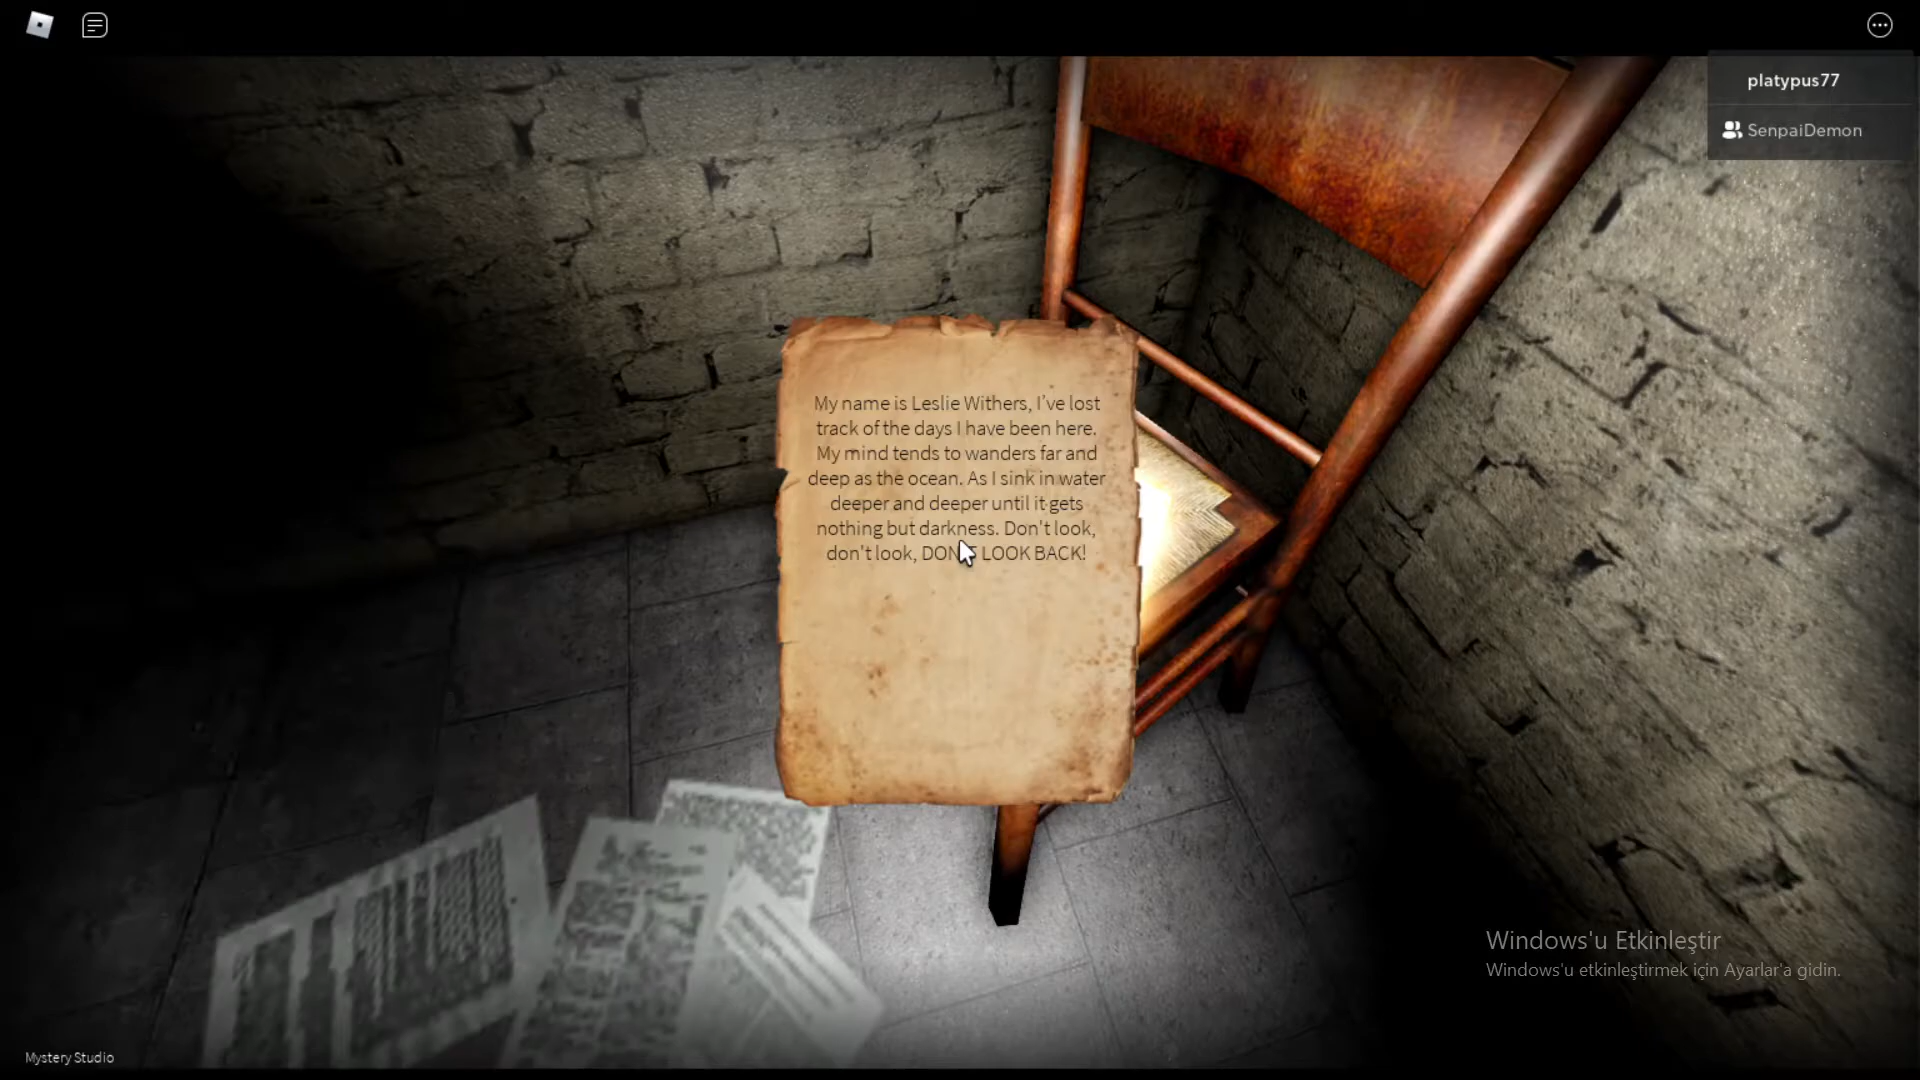 platypus77
SenpaiDemon
My name is Leslie Withers, I've lost
track of the days I have been here.
My mind tends to wanders far and
deep as the ocean. As I sink in water
deeper and deeper until it gets
nothing but darkness. Don't look,
don't look, DON'T LOOK BACK!
Windows'u Etkinleştir
Windows'u etkinleştirmek için Ayarlar'a gidin.
Mystery Studio